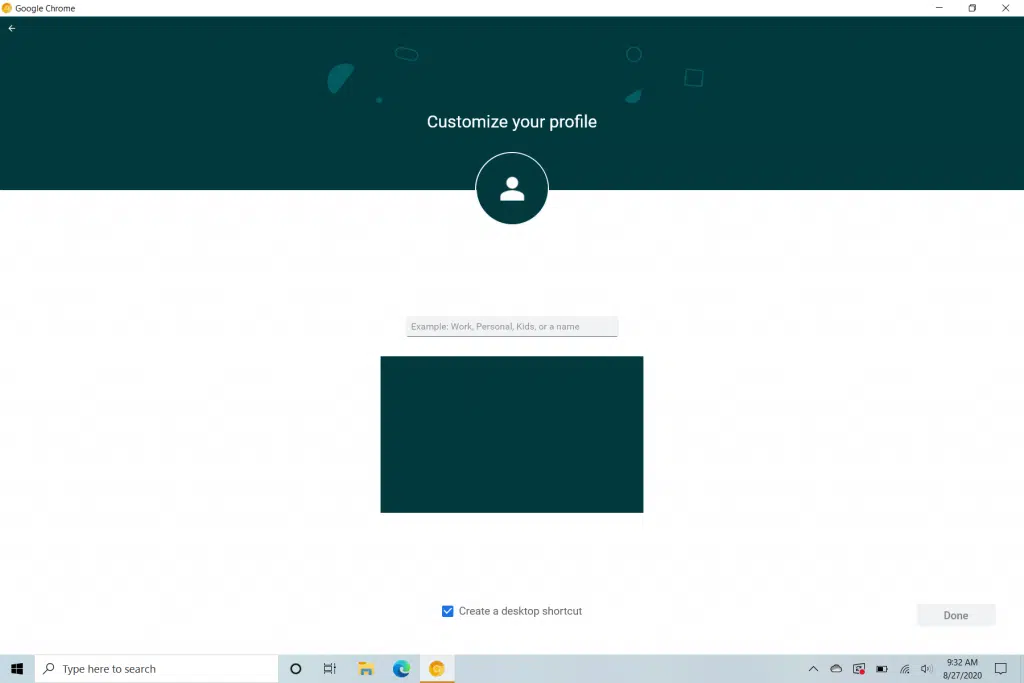 Google Chrome
Customize your profile
Example: Work, Personal, Kids, or a name
Create a desktop shortcut
Done
Type here to search
9:32 AM
8/27/2020